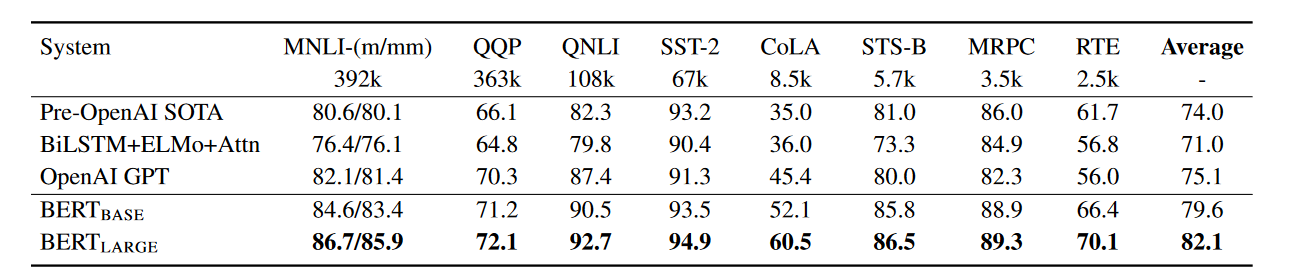 System MNLI-(m/mm) QQP QNLI SST-2 CoLA STS-B MRPC RTE Average
392k 363k 108k 67k 8.5k 5.7k 3.5k 2.5k -
Pre-OpenAI SOTA 80.6/80.1 66.1 82.3 93.2 35.0 81.0 86.0 61.7 74.0
BiLSTM+ELMo+Attn 76.4/76.1 64.8 79.8 90.4 36.0 73.3 84.9 56.8 71.0
OpenAI GPT 82.1/81.4 70.3 87.4 91.3 45.4 80.0 82.3 56.0 75.1
BERTBASE 84.6/83.4 71.2 90.5 93.5 52.1 85.8 88.9 66.4 79.6
BERTLARGE 86.7/85.9 72.1 92.7 94.9 60.5 86.5 89.3 70.1 82.1